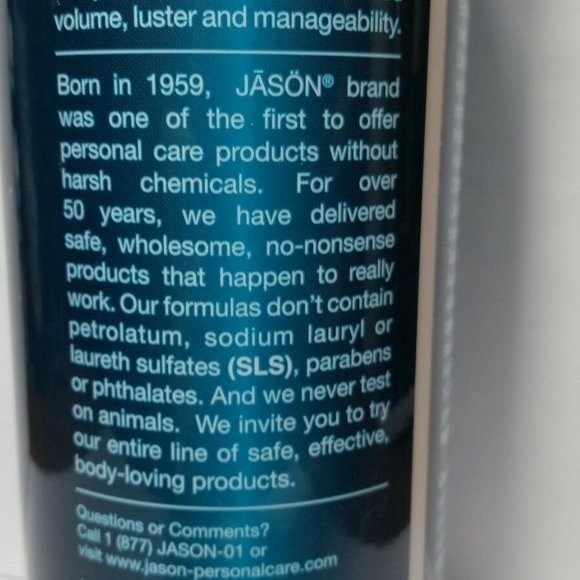 volume, luster and manageability.
Born in 1959, JĀSÖN® brand
was one of the first to offer
personal care products without
harsh chemicals. For over
50 years, we have delivered
safe, wholesome, no-nonsense
products that happen to really
work. Our formulas don't contain
petrolatum, sodium lauryl or
laureth sulfates (SLS), parabens
or phthalates. And we never test
on animals. We invite you to try
our entire line of safe, effective,
body-loving products.
Questions or Comments?
Call 1 (877) JASON-01 or
visit www.jason-personalcare.com